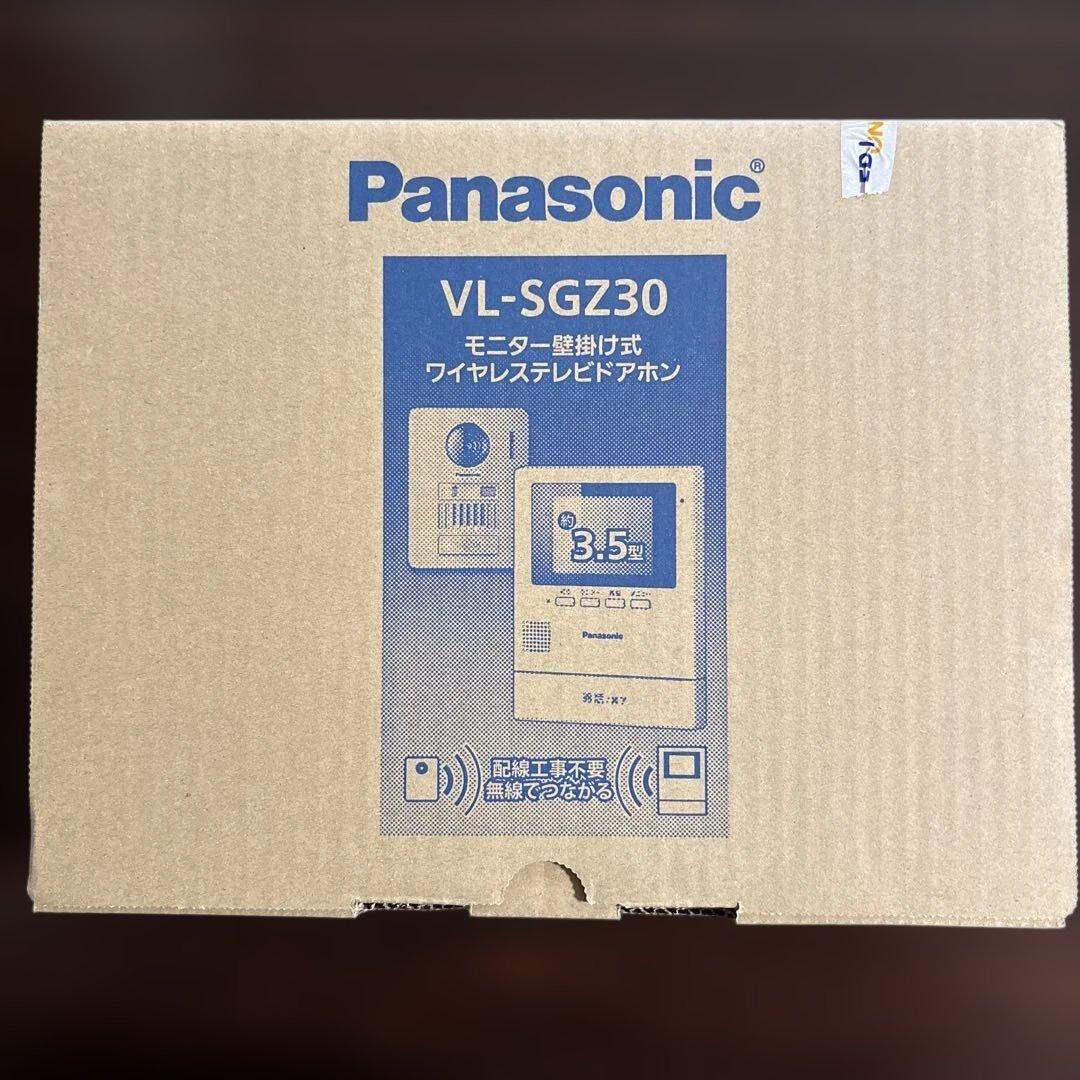 Panasonic®
VL-SGZ30
モニター壁掛け式
ワイヤレステレビドアホン
約
3.5型
Panasonic
配線工事不要
無線でつながる